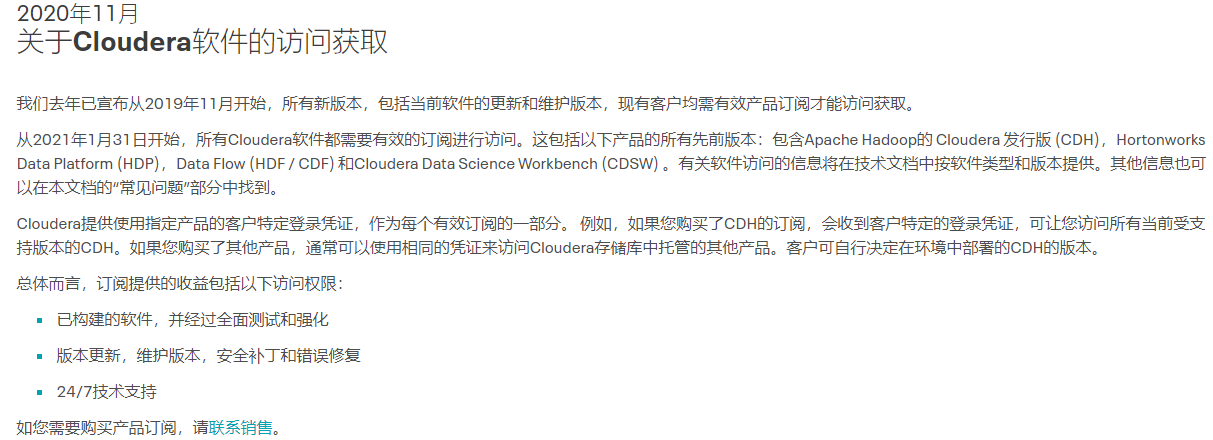 2020年11月
关于Cloudera软件的访问获取
我们去年已宣布从2019年11月开始，所有新版本，包括当前软件的更新和维护版本，现有客户均需有效产品订阅才能访问获取。
从2021年1月31日开始，所有Cloudera软件都需要有效的订阅进行访问。这包括以下产品的所有先前版本：包含Apache Hadoop的 Cloudera 发行版 (CDH)，Hortonworks
Data Platform (HDP)，Data Flow (HDF / CDF) 和Cloudera Data Science Workbench (CDSW) 。有关软件访问的信息将在技术文档中按软件类型和版本提供。其他信息也可
以在本文档的“常见问题”部分中找到。
Cloudera提供使用指定产品的客户特定登录凭证，作为每个有效订阅的一部分。 例如，如果您购买了CDH的订阅，会收到客户特定的登录凭证，可让您访问所有当前受支
持版本的CDH。如果您购买了其他产品，通常可以使用相同的凭证来访问Cloudera存储库中托管的其他产品。客户可自行决定在环境中部署的CDH的版本。
总体而言，订阅提供的收益包括以下访问权限：
▪ 已构建的软件，并经过全面测试和强化
▪ 版本更新，维护版本，安全补丁和错误修复
▪ 24/7技术支持
如您需要购买产品订阅，请联系销售。